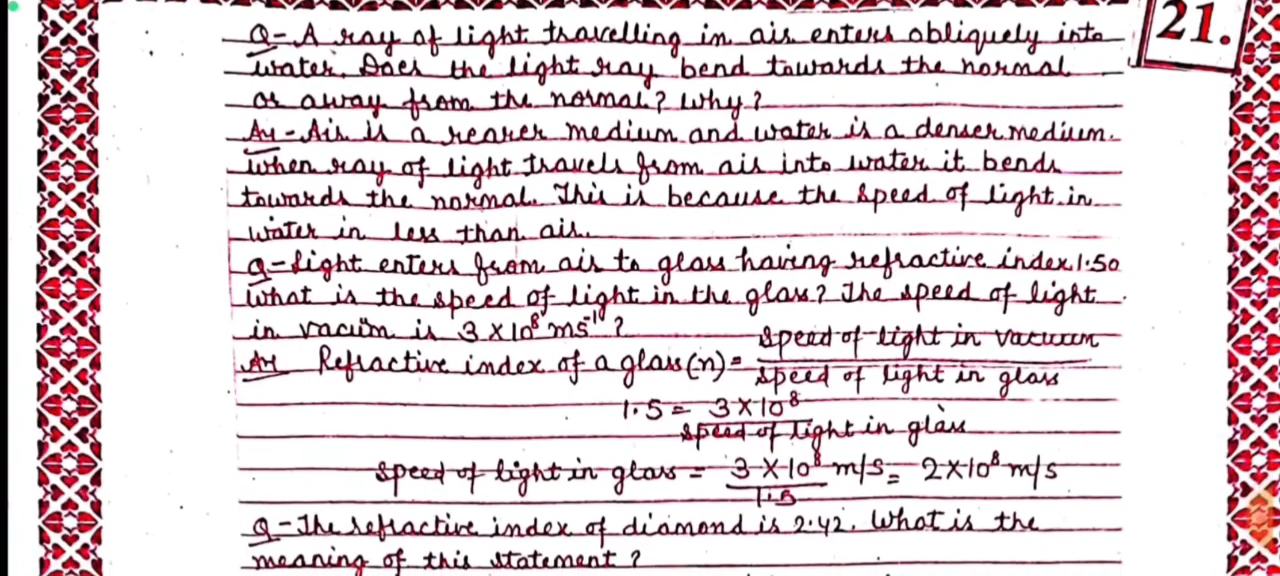 21.
Q- A ray of light travelling in air enters obliquely into
water. Does the light ray bend towards the normal
or away from the normal? Why?
An - Air is a rearer medium and water is a denser medium.
When ray of light travels from air into water it bends
towards the normal. This is because the speed of light in
water in less than air.
Q- Light enters from air to glass having refractive index 1.50
What is the speed of light in the glass? The speed of light
in vacuum is 3 X 10⁸ ms⁻¹ ?
An Refractive index of a glass (n) = Speed of light in vacuum
Speed of light in glass
1.5 = 3 X 10⁸
Speed of light in glass
Speed of light in glass = 3 X 10⁸ m/s = 2 X 10⁸ m/s
1.5
Q - The refractive index of diamond is 2.42. What is the
meaning of this statement ?